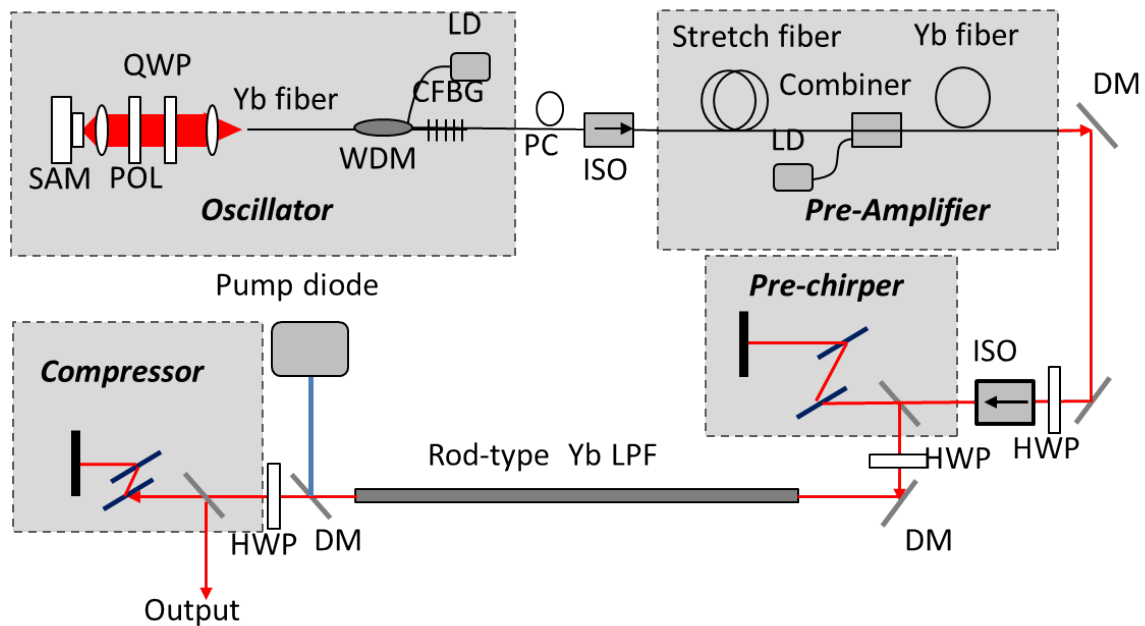 LD
QWP
Yb fiber
CFBG
WDM
SAM
POL
Oscillator
PC
ISO
Stretch fiber
Yb fiber
Combiner
LD
Pre-Amplifier
DM
Pump diode
Pre-chirper
ISO
HWP
HWP
Compressor
Rod-type Yb LPF
HWP
DM
DM
Output